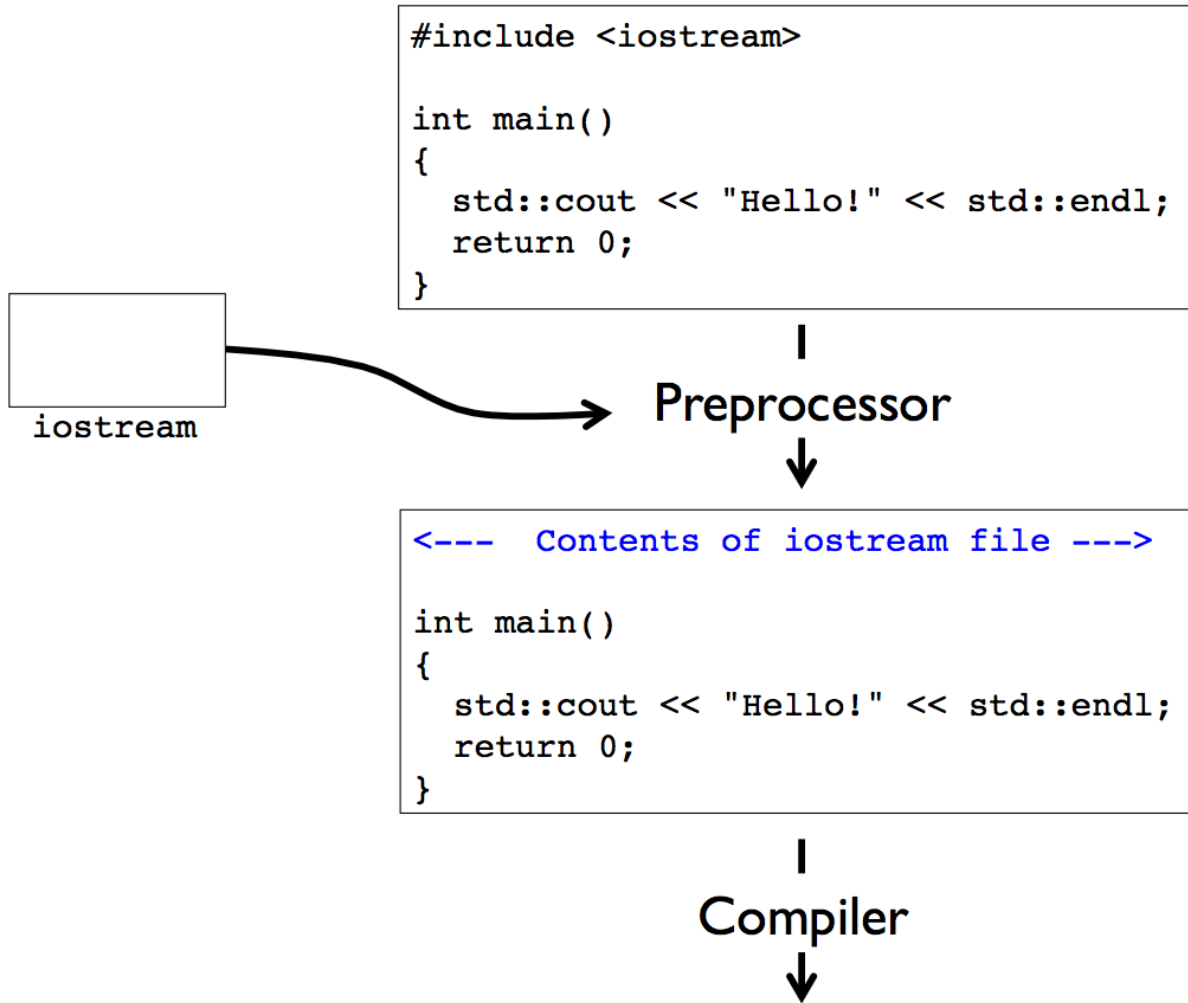 #include <iostream>
int main()
{
  std::cout << "Hello!" << std::endl;
  return 0;
}
iostream
Preprocessor
<---  Contents of iostream file --->
int main()
{
  std::cout << "Hello!" << std::endl;
  return 0;
}
Compiler